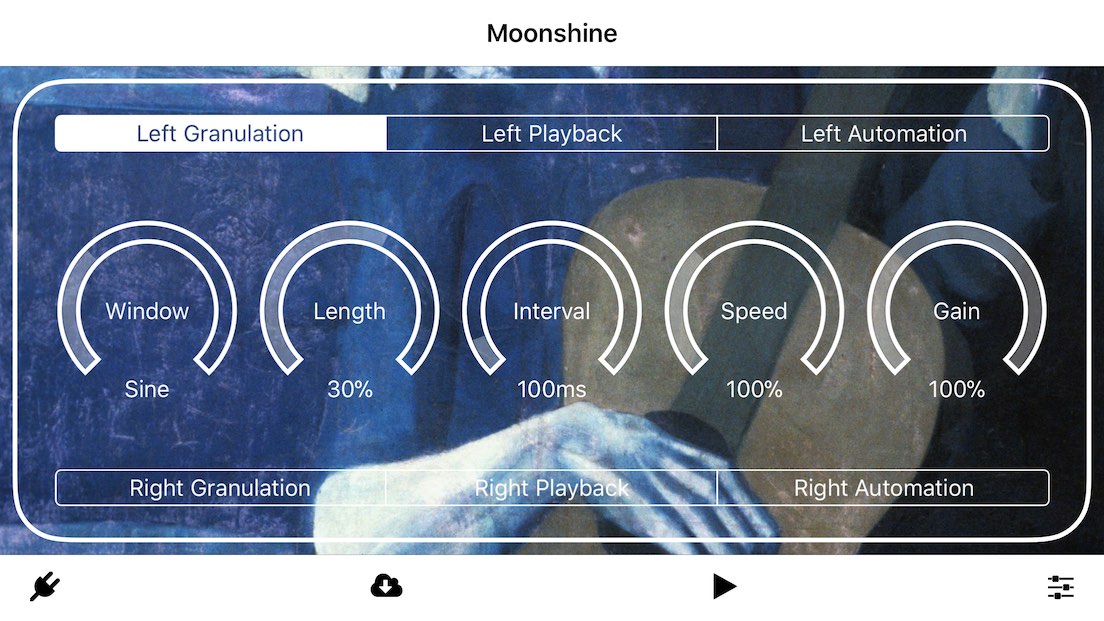 Moonshine
Left Granulation Left Playback Left Automation
Window Length Interval Speed Gain
Sine 30% 100ms 100% 100%
Right Granulation Right Playback Right Automation